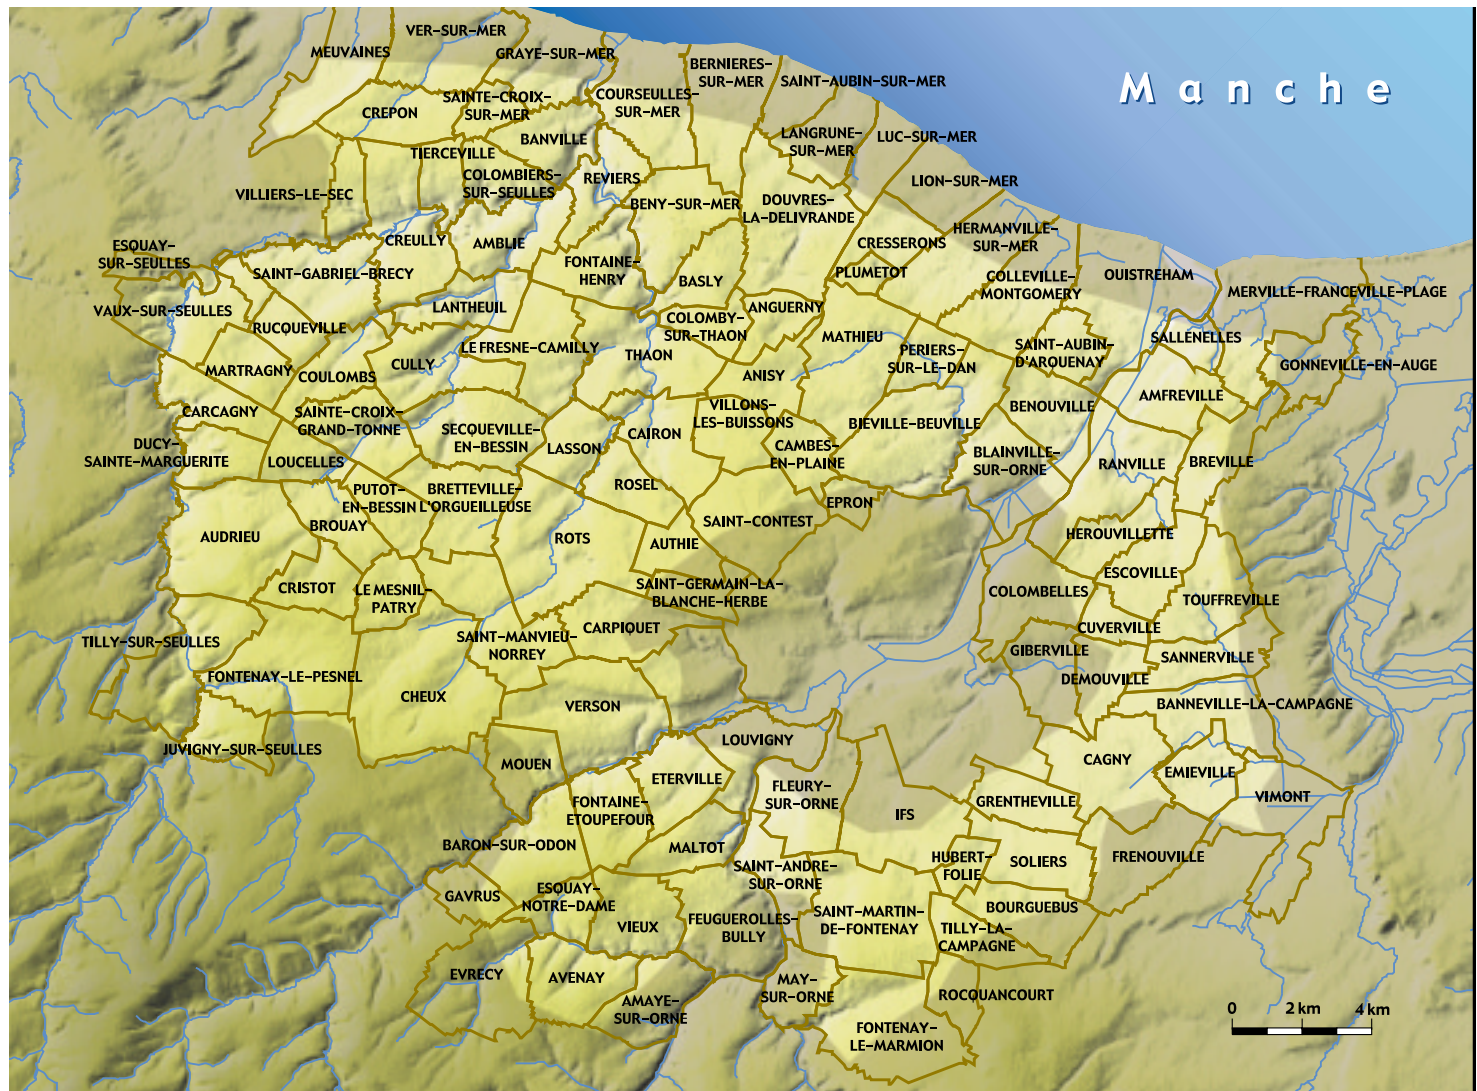 VER-SUR-MER
MEUVAINES
GRAYE-SUR-MER
BERNIERES-
SUR-MER
SAINT-AUBIN-SUR-MER
Manche
SAINTE-CROIX-
SUR-MER
COURSEULLES-
SUR-MER
CREPON
BANVILLE
LANGRUNE-
SUR-MER
LUC-SUR-MER
TIERCEVILLE
COLOMBIERS-
SUR-SEULLES
REVIERS
LION-SUR-MER
VILLIERS-LE-SEC
BENY-SUR-MER
DOUVRES-
LA-DELIVRANDE
HERMANVILLE-
SUR-MER
ESQUAY-
SUR-SEULLES
CREULLY
AMBLIE
CRESSERONS
SAINT-GABRIEL-BRECY
FONTAINE-
HENRY
BASLY
PLUMETOT
COLLEVILLE-
MONTGOMERY
OUISTREHAM
MERVILLE-FRANCEVILLE-PLAGE
VAUX-SUR-SEULLES
LANTHEUIL
ANGUERNY
RUCQUEVILLE
COLOMBY-
SUR-THAON
MATHIEU
SALLENELLES
LE FRESNE-CAMILLY
THAON
PERIERS-
SUR-LE-DAN
SAINT-AUBIN-
D'ARQUENAY
GONNEVILLE-EN-AUGE
MARTRAGNY
COULOMBS
CULLY
ANISY
AMFREVILLE
CARCAGNY
SAINTE-CROIX-
GRAND-TONNE
VILLONS-
LES-BUISSONS
BENOUVILLE
SECQUEVILLE-
EN-BESSIN
LASSON
CAIRON
BIEVILLE-BEUVILLE
DUCY-
SAINTE-MARGUERITE
LOUCELLES
CAMBES-
EN-PLAINE
BLAINVILLE-
SUR-ORNE
RANVILLE
BREVILLE
PUTOT-
EN-BESSIN
BRETTEVILLE-
L'ORGUEILLEUSE
ROSEL
EPRON
BROUAY
SAINT-CONTEST
AUDRIEU
ROTS
AUTHIE
HEROUVILLETTE
ESCOVILLE
CRISTOT
LE MESNIL-
PATRY
SAINT-GERMAIN-LA-
BLANCHE-HERBE
COLOMBELLES
TOUFFREVILLE
TILLY-SUR-SEULLES
SAINT-MANVIEU-
NORREY
CARPIQUET
CUVERVILLE
GIBERVILLE
SANNERVILLE
FONTENAY-LE-PESNEL
DEMOUVILLE
CHEUX
VERSON
BANNEVILLE-LA-CAMPAGNE
JUVIGNY-SUR-SEULLES
LOUVIGNY
MOUEN
CAGNY
ETERVILLE
FLEURY-
SUR-ORNE
EMIEVILLE
FONTAINE-
ETOUPEFOUR
GRENTHEVILLE
VIMONT
IFS
BARON-SUR-ODON
MALTOT
HUBERT-
FOLIE
SOLIERS
FRENOUVILLE
SAINT-ANDRE-
SUR-ORNE
GAVRUS
ESQUAY-
NOTRE-DAME
BOURGUEBUS
VIEUX
FEUGUEROLLES-
BULLY
SAINT-MARTIN-
DE-FONTENAY
TILLY-LA-
CAMPAGNE
EVRECY
AVENAY
MAY-
SUR-ORNE
ROCQUANCOURT
AMAYE-
SUR-ORNE
FONTENAY-
LE-MARMION
0 2 km 4 km